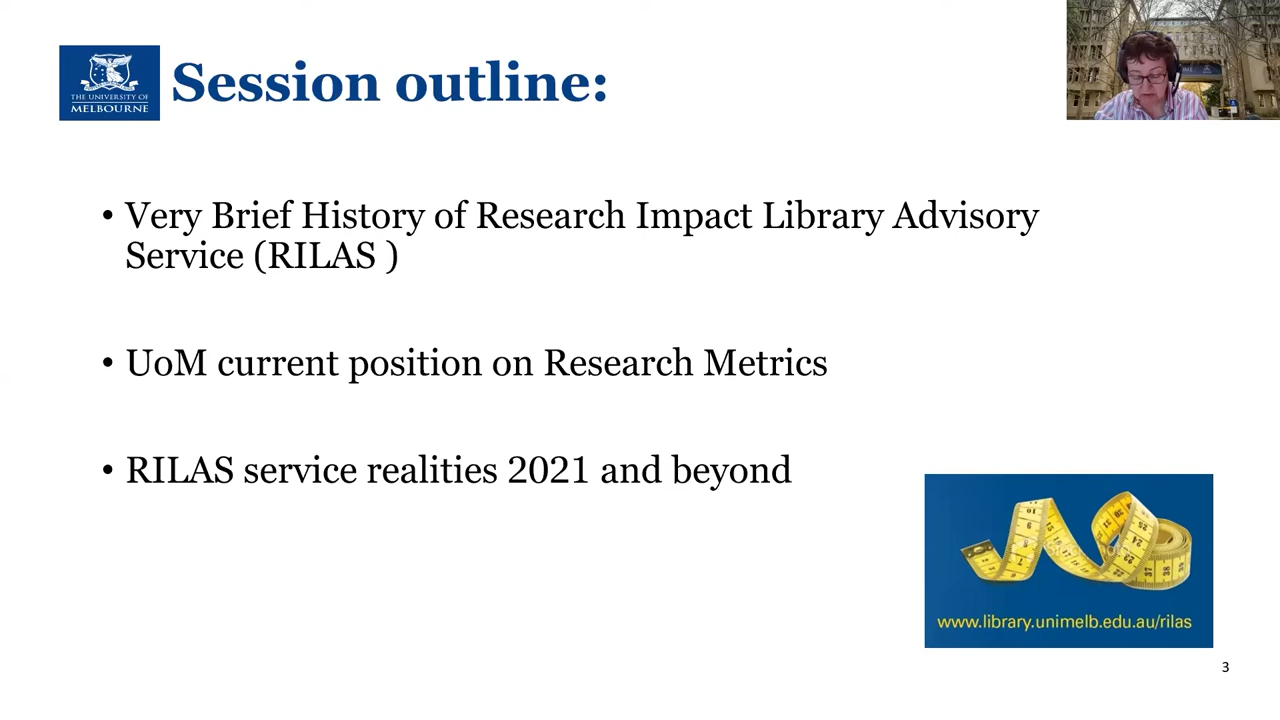 THE UNIVERSITY OF
MELBOURNE
Session outline:
• Very Brief History of Research Impact Library Advisory
Service (RILAS )
• UoM current position on Research Metrics
• RILAS service realities 2021 and beyond
www.library.unimelb.edu.au/rilas
3